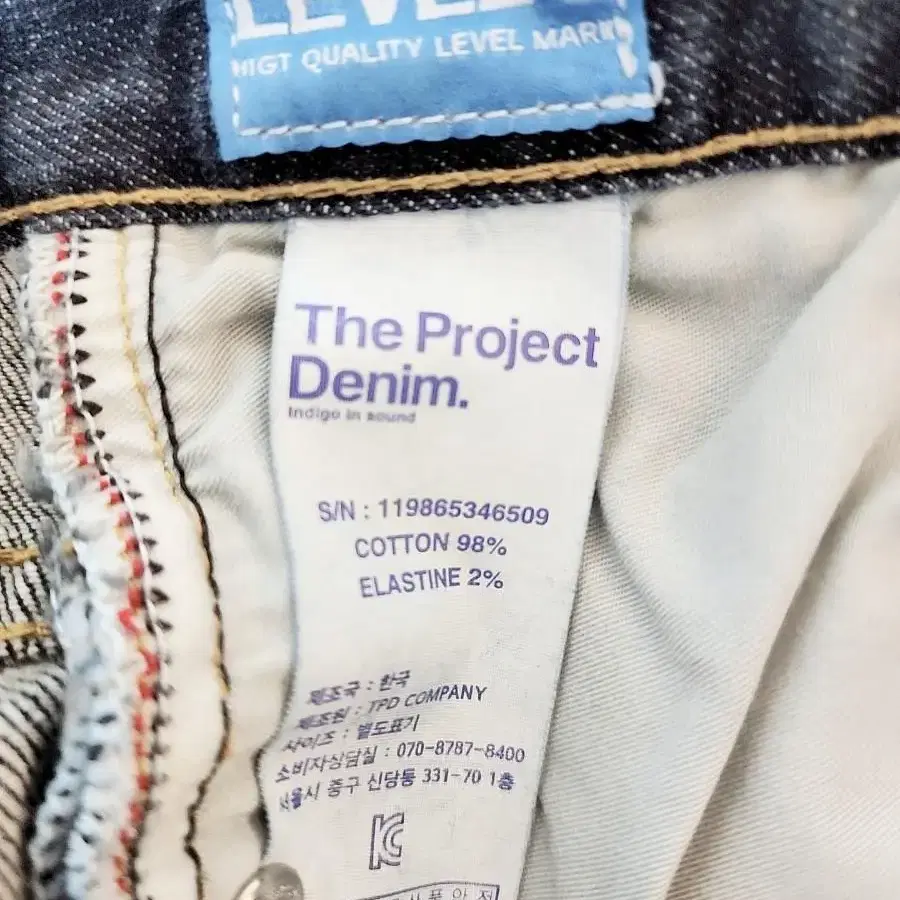 LEVEL
HIGT QUALITY LEVEL MARK
The Project
Denim.
Indigo in sound
S/N : 119865346509
COTTON 98%
ELASTINE 2%
제조국 : 한국
제조원 : TPD COMPANY
사이즈 : 별도표기
소비자상담실 : 070-8787-8400
서울시 중구 신당동 331-70 1층